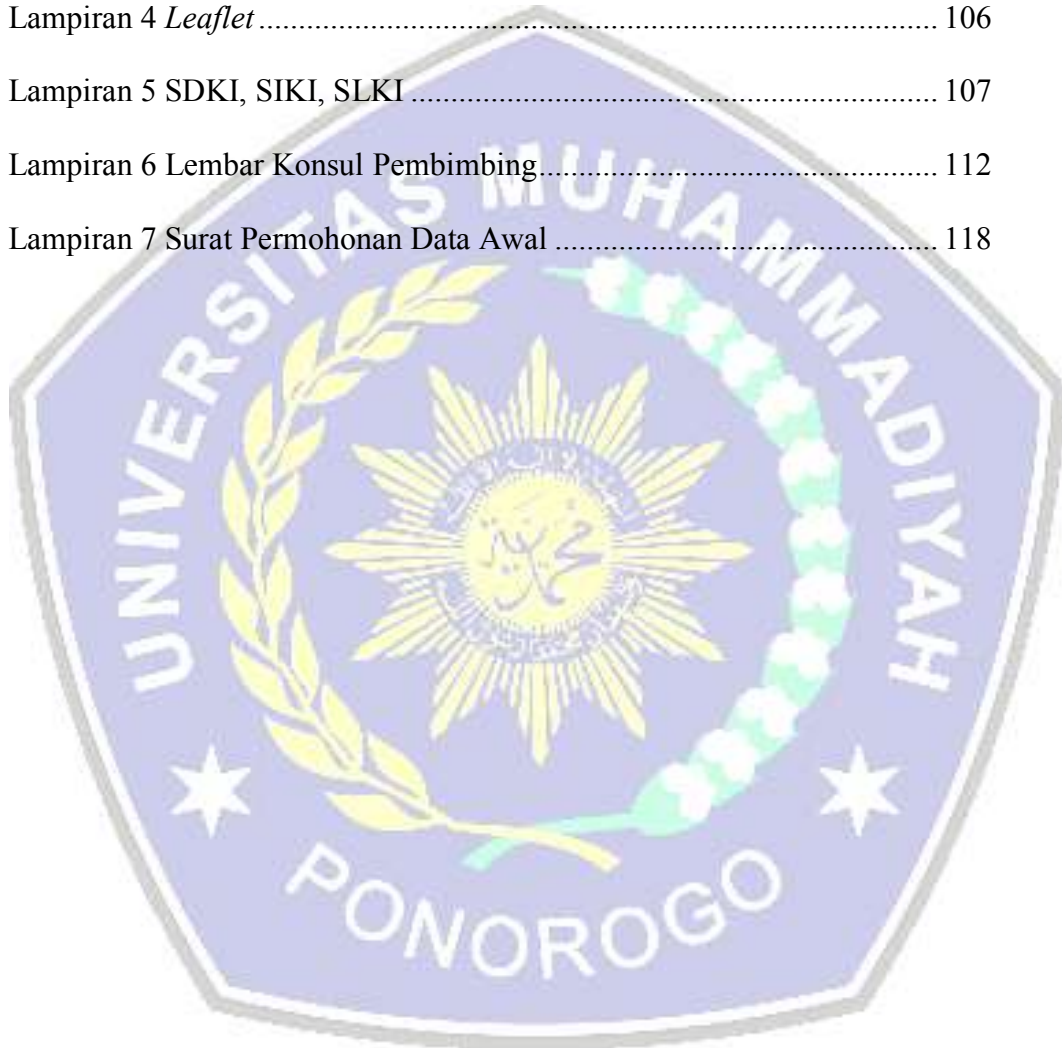 Lampiran 4 Leaflet ........................................................................................ 106
Lampiran 5 SDKI, SIKI, SLKI .................................................................. 107
Lampiran 6 Lembar Konsul Pembimbing.................................................. 112
Lampiran 7 Surat Permohonan Data Awal ................................................ 118
UNIVERSITAS MUHAMMADIYAH
PONOROGO